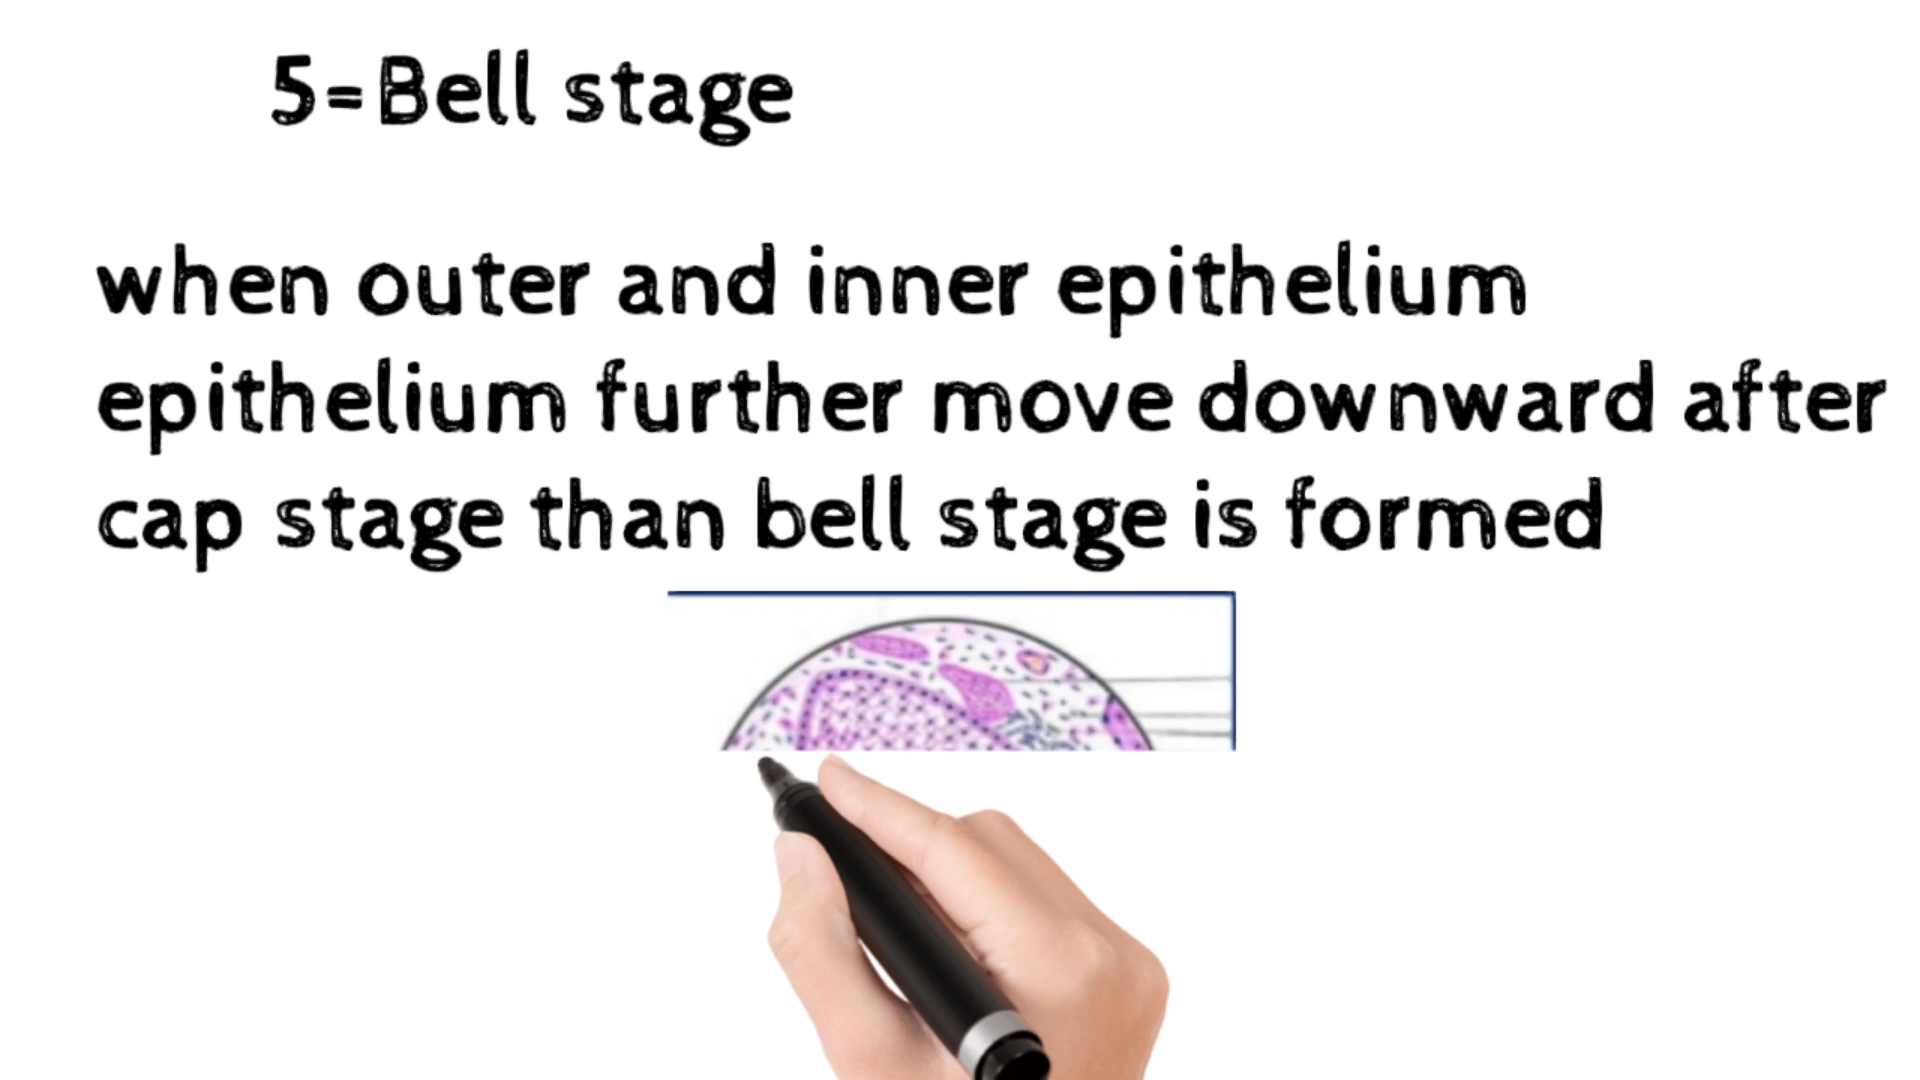 5=Bell stage
when outer and inner epithelium
epithelium further move downward after
cap stage than bell stage is formed